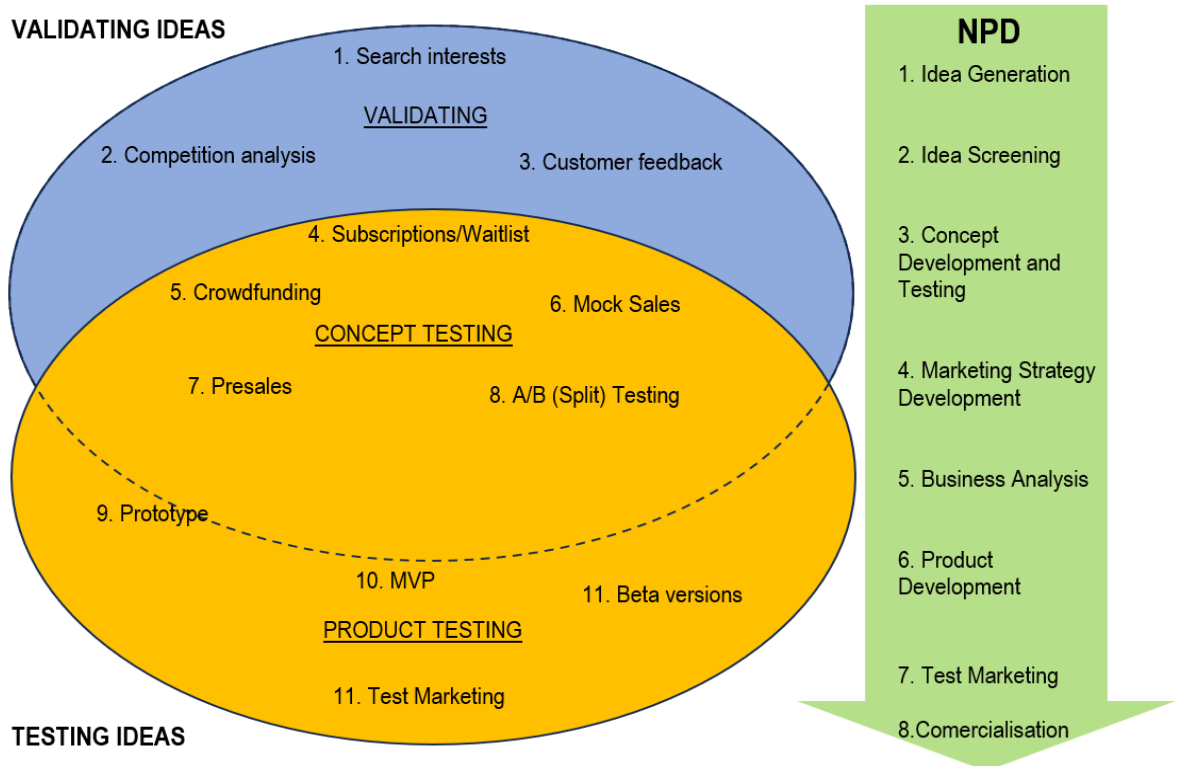 VALIDATING IDEAS
1. Search interests
VALIDATING
2. Competition analysis
3. Customer feedback
4. Subscriptions/Waitlist
5. Crowdfunding
6. Mock Sales
CONCEPT TESTING
7. Presales
8. A/B (Split) Testing
9. Prototype
10. MVP
11. Beta versions
PRODUCT TESTING
11. Test Marketing
TESTING IDEAS
NPD
1. Idea Generation
2. Idea Screening
3. Concept
Development and
Testing
4. Marketing Strategy
Development
5. Business Analysis
6. Product
Development
7. Test Marketing
8.Comercialisation